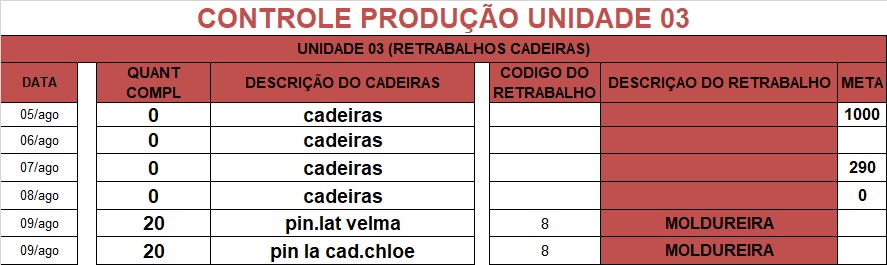 CONTROLE PRODUÇÃO UNIDADE 03
UNIDADE 03 (RETRABALHOS CADEIRAS)
DATA QUANT COMPL DESCRIÇÃO DO CADEIRAS CODIGO DO RETRABALHO DESCRIÇAO DO RETRABALHO META
05/ago 0 cadeiras 1000
06/ago 0 cadeiras
07/ago 0 cadeiras 290
08/ago 0 cadeiras 0
09/ago 20 pin.lat velma 8 MOLDUREIRA
09/ago 20 pin la cad.chloe 8 MOLDUREIRA